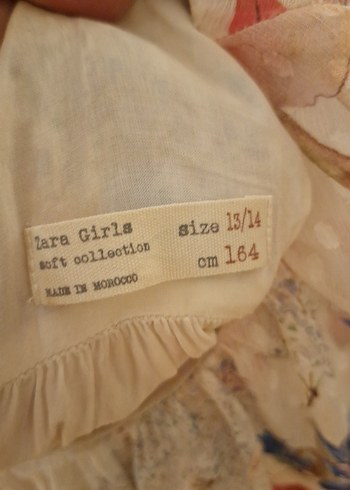 Zara Girls size 13/14
soft collection cm 164
MADE IN MOROCCO